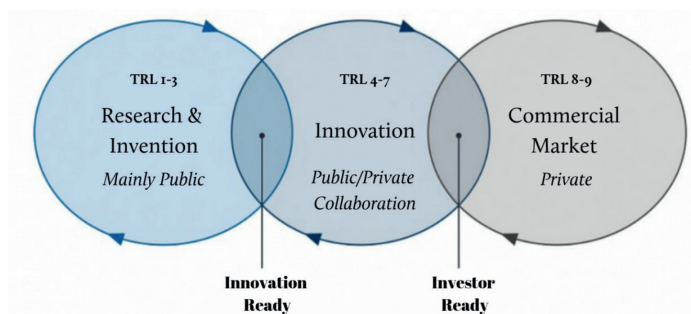 TRL 1-3
Research &
Invention
Mainly Public
TRL 4-7
Innovation
Public/Private
Collaboration
TRL 8-9
Commercial
Market
Private
Innovation
Ready
Investor
Ready